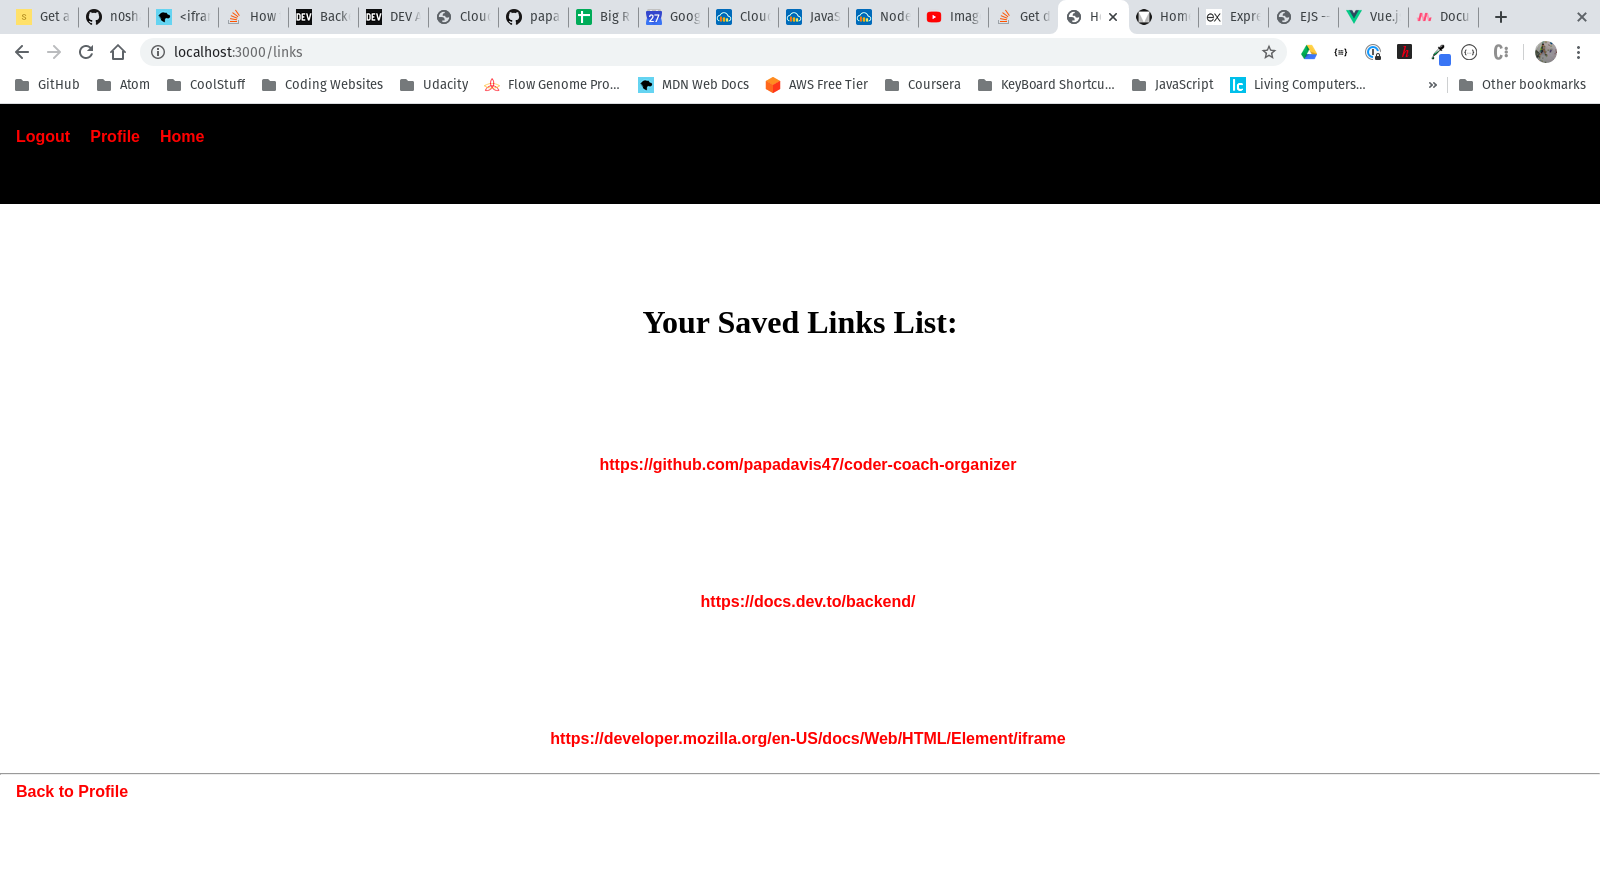 Get a n0sh <ifra How Back DEV A Clou papa Big R Goog Clou JavaS Node Imag Get d H Home Expre EJS -- Vue.j Docu
localhost:3000/links
GitHub Atom CoolStuff Coding Websites Udacity Flow Genome Pro... MDN Web Docs AWS Free Tier Coursera KeyBoard Shortcu... JavaScript Living Computers... » Other bookmarks
Logout Profile Home
Your Saved Links List:
https://github.com/papadavis47/coder-coach-organizer
https://docs.dev.to/backend/
https://developer.mozilla.org/en-US/docs/Web/HTML/Element/iframe
Back to Profile